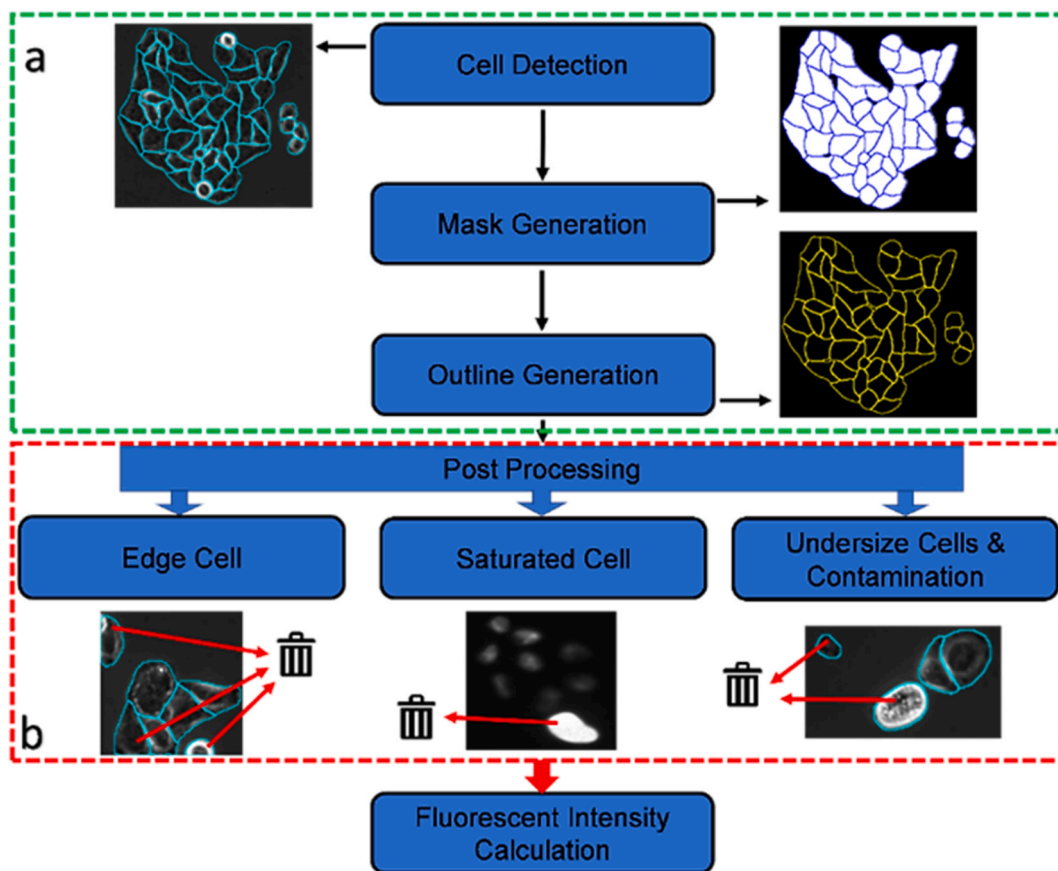 a
Cell Detection
Mask Generation
Outline Generation
Post Processing
Edge Cell
Saturated Cell
Undersize Cells &
Contamination
b
Fluorescent Intensity
Calculation